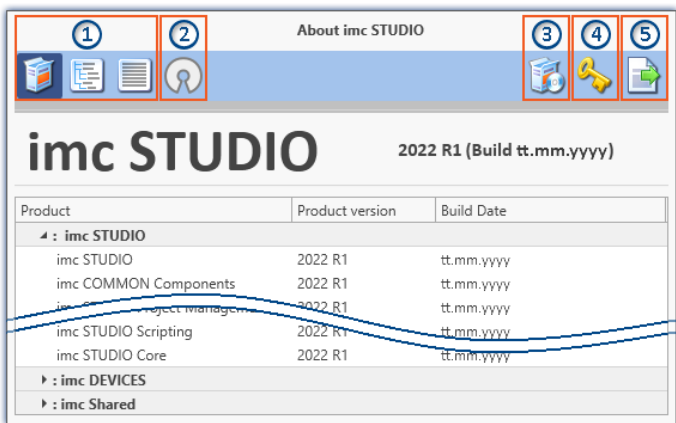 About imc STUDIO
1 2 3 4 5
imc STUDIO 2022 R1 (Build tt.mm.yyyy)
Product Product version Build Date
: imc STUDIO
imc STUDIO 2022 R1 tt.mm.yyyy
imc COMMON Components 2022 R1 tt.mm.yyyy
imc 2022 R1 tt.mm.yyyy
imc STUDIO Scripting 2022 R1 tt.mm.yyyy
imc STUDIO Core 2022 R1 tt.mm.yyyy
: imc DEVICES
: imc Shared